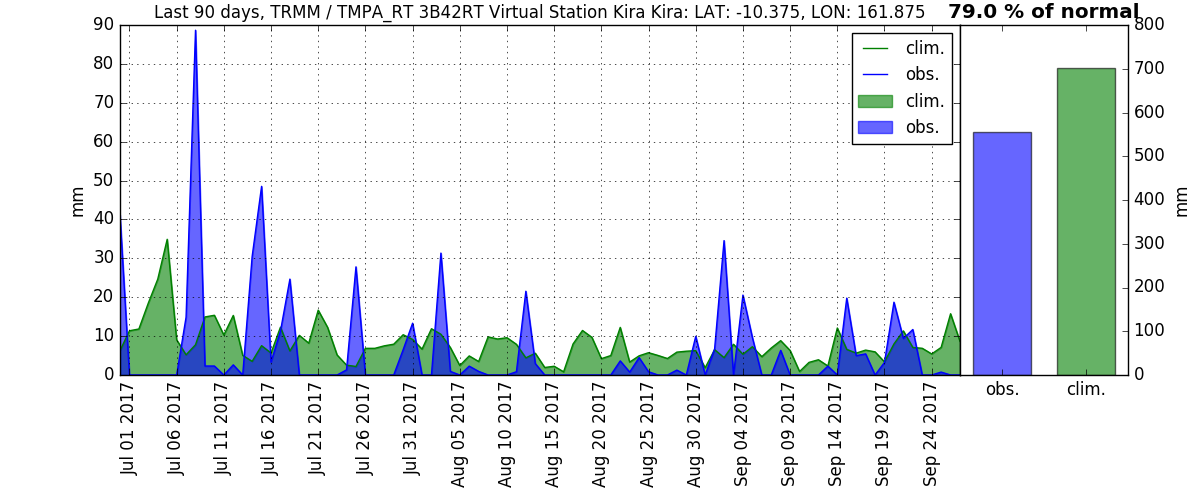 Last 90 days, TRMM / TMPA_RT 3B42RT Virtual Station Kira Kira: LAT: -10.375, LON: 161.875
79.0 % of normal
90
80
70
60
50
40
30
20
10
0
mm
clim.
obs.
clim.
obs.
Jul 01 2017
Jul 06 2017
Jul 11 2017
Jul 16 2017
Jul 21 2017
Jul 26 2017
Jul 31 2017
Aug 05 2017
Aug 10 2017
Aug 15 2017
Aug 20 2017
Aug 25 2017
Aug 30 2017
Sep 04 2017
Sep 09 2017
Sep 14 2017
Sep 19 2017
Sep 24 2017
800
700
600
500
400
300
200
100
0
mm
obs.
clim.